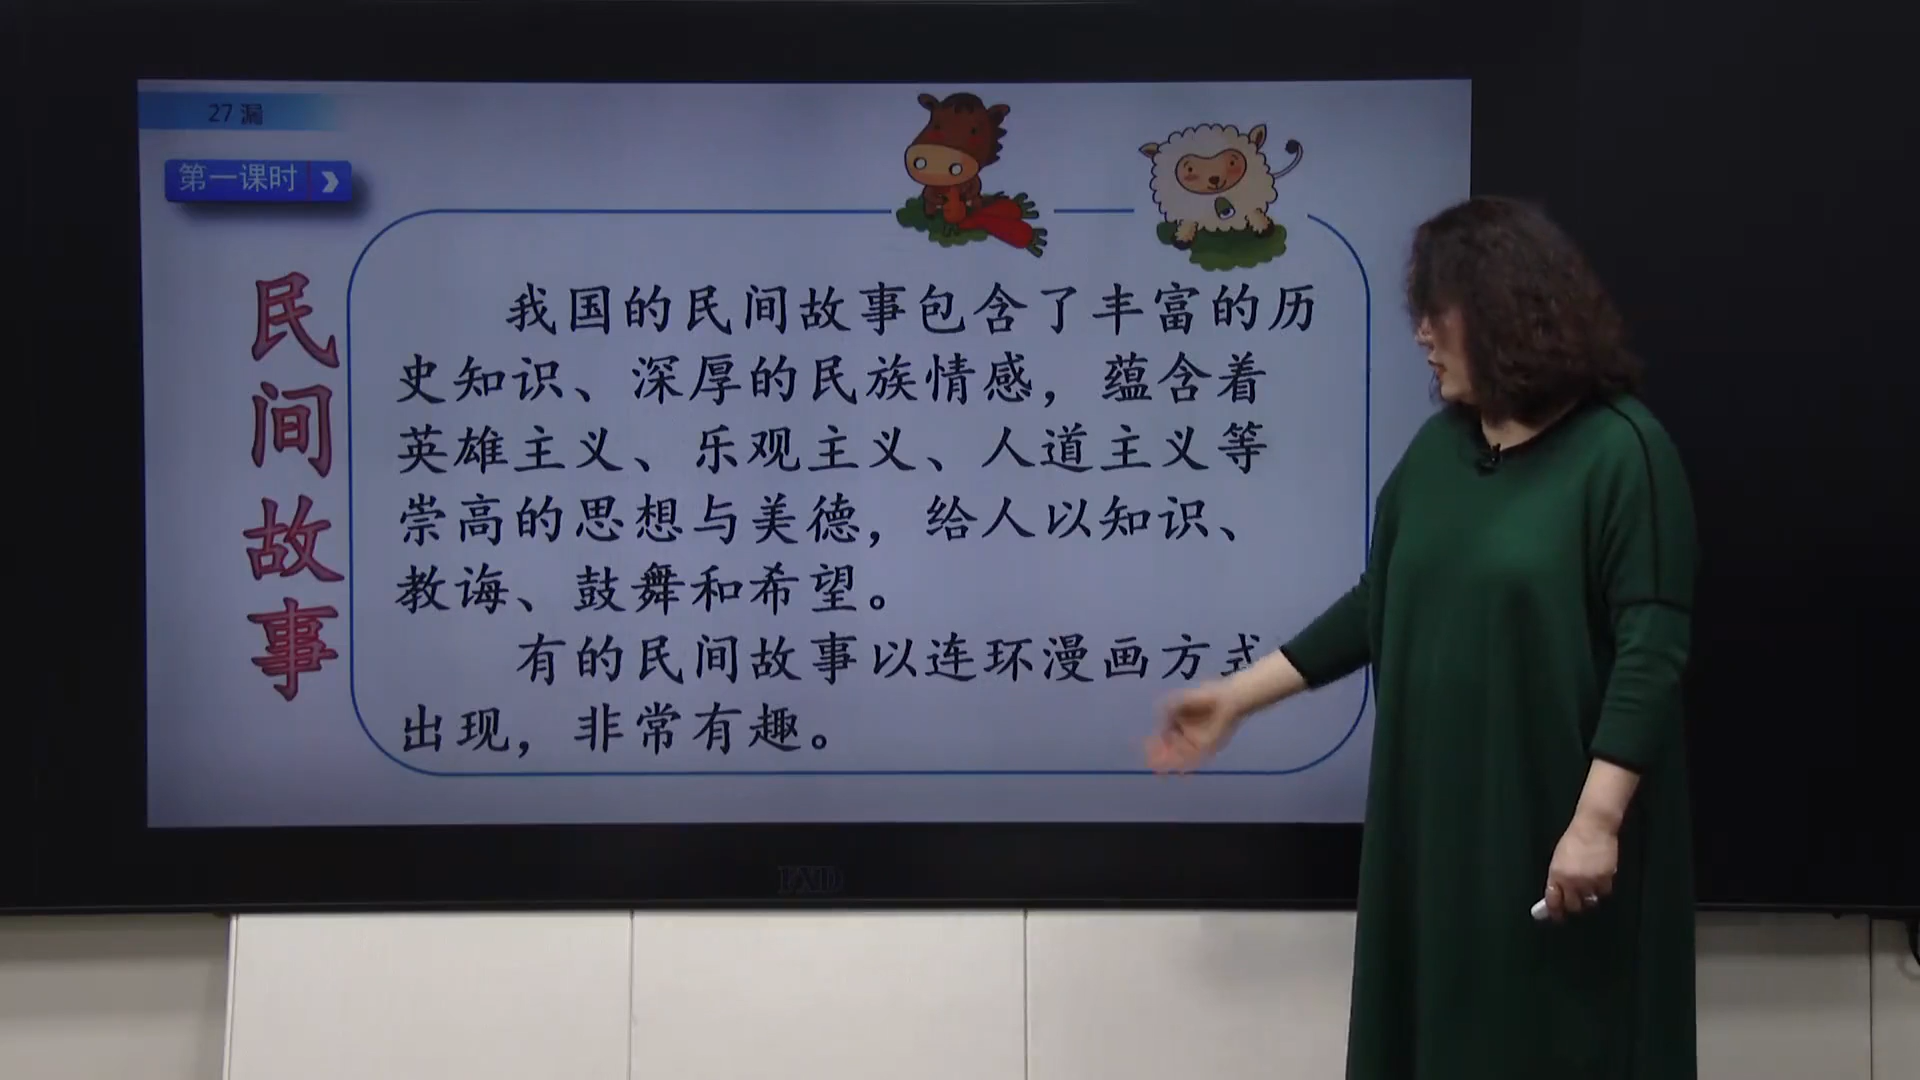 27 漏
第一课时
民间故事
我国的民间故事包含了丰富的历
史知识、深厚的民族情感，蕴含着
英雄主义、乐观主义、人道主义等
崇高的思想与美德，给人以知识、
教诲、鼓舞和希望。
有的民间故事以连环漫画方式
出现，非常有趣。